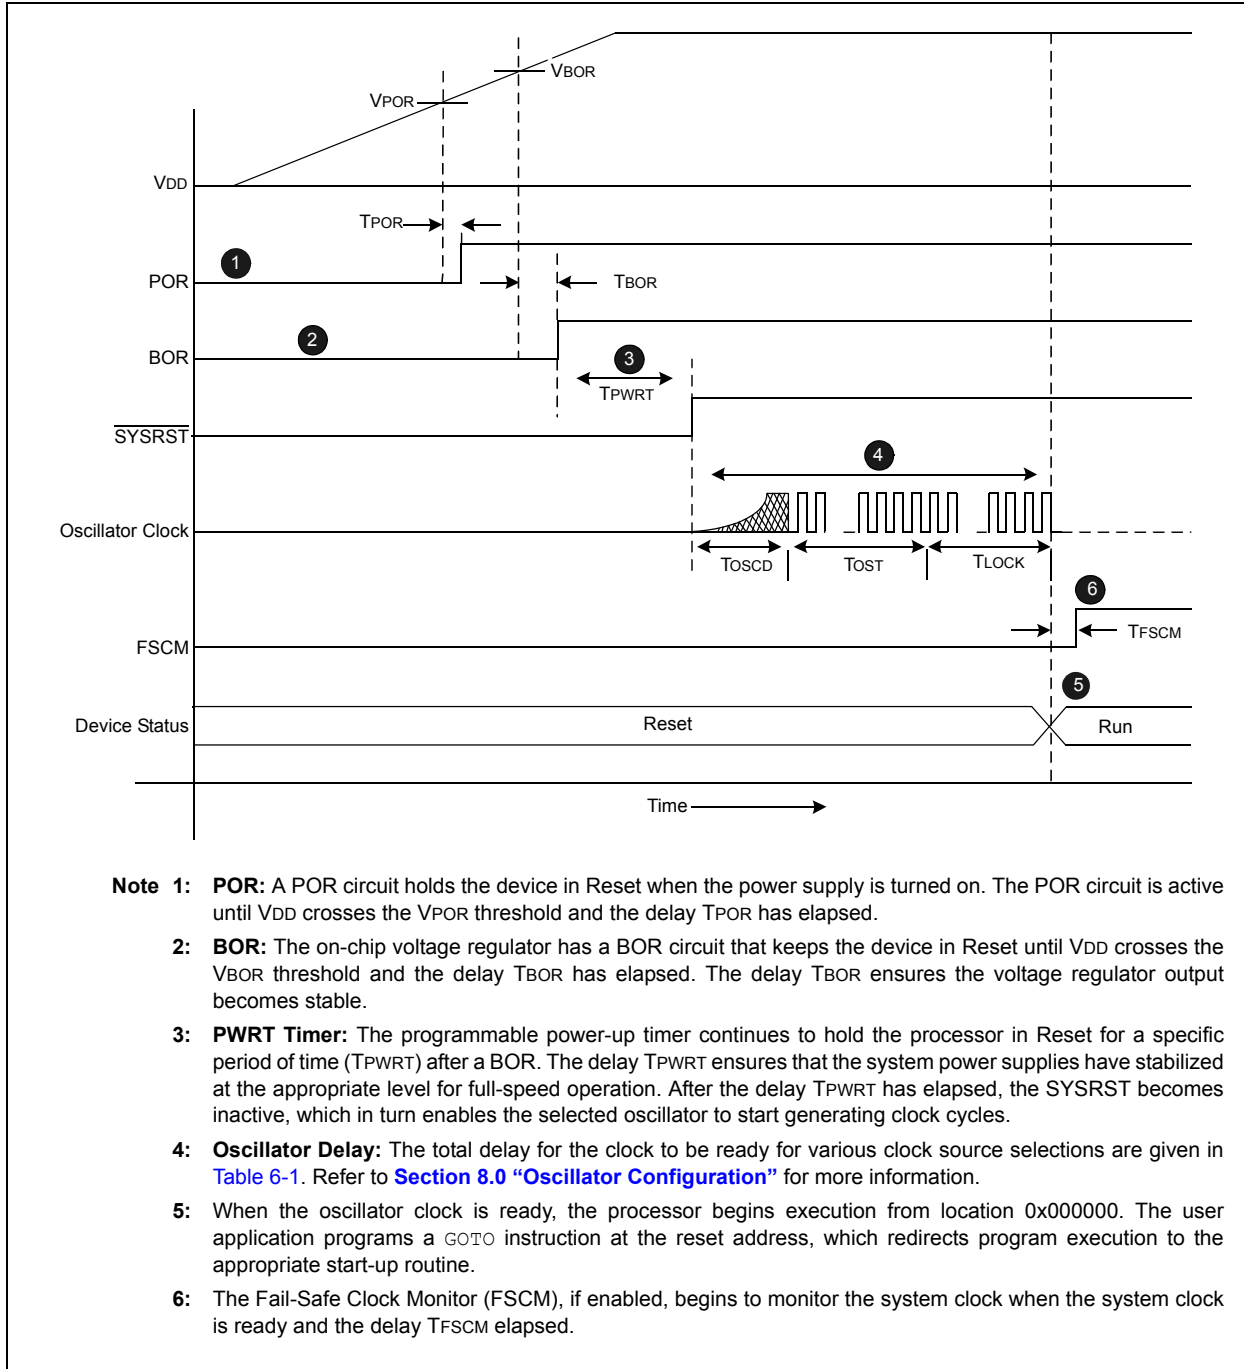 VBOR
VPOR
VDD
TPOR
1
POR
TBOR
2
BOR
3
TPWRT
SYSRST
4
Oscillator Clock
TOSCD
TOST
TLOCK
6
TFSCM
FSCM
5
Device Status
Reset
Run
Time
Note 1: POR: A POR circuit holds the device in Reset when the power supply is turned on. The POR circuit is active
until VDD crosses the VPOR threshold and the delay TPOR has elapsed.
2: BOR: The on-chip voltage regulator has a BOR circuit that keeps the device in Reset until VDD crosses the
VBOR threshold and the delay TBOR has elapsed. The delay TBOR ensures the voltage regulator output
becomes stable.
3: PWRT Timer: The programmable power-up timer continues to hold the processor in Reset for a specific
period of time (TPWRT) after a BOR. The delay TPWRT ensures that the system power supplies have stabilized
at the appropriate level for full-speed operation. After the delay TPWRT has elapsed, the SYSRST becomes
inactive, which in turn enables the selected oscillator to start generating clock cycles.
4: Oscillator Delay: The total delay for the clock to be ready for various clock source selections are given in
Table 6-1. Refer to Section 8.0 “Oscillator Configuration” for more information.
5: When the oscillator clock is ready, the processor begins execution from location 0x000000. The user
application programs a GOTO instruction at the reset address, which redirects program execution to the
appropriate start-up routine.
6: The Fail-Safe Clock Monitor (FSCM), if enabled, begins to monitor the system clock when the system clock
is ready and the delay TFSCM elapsed.